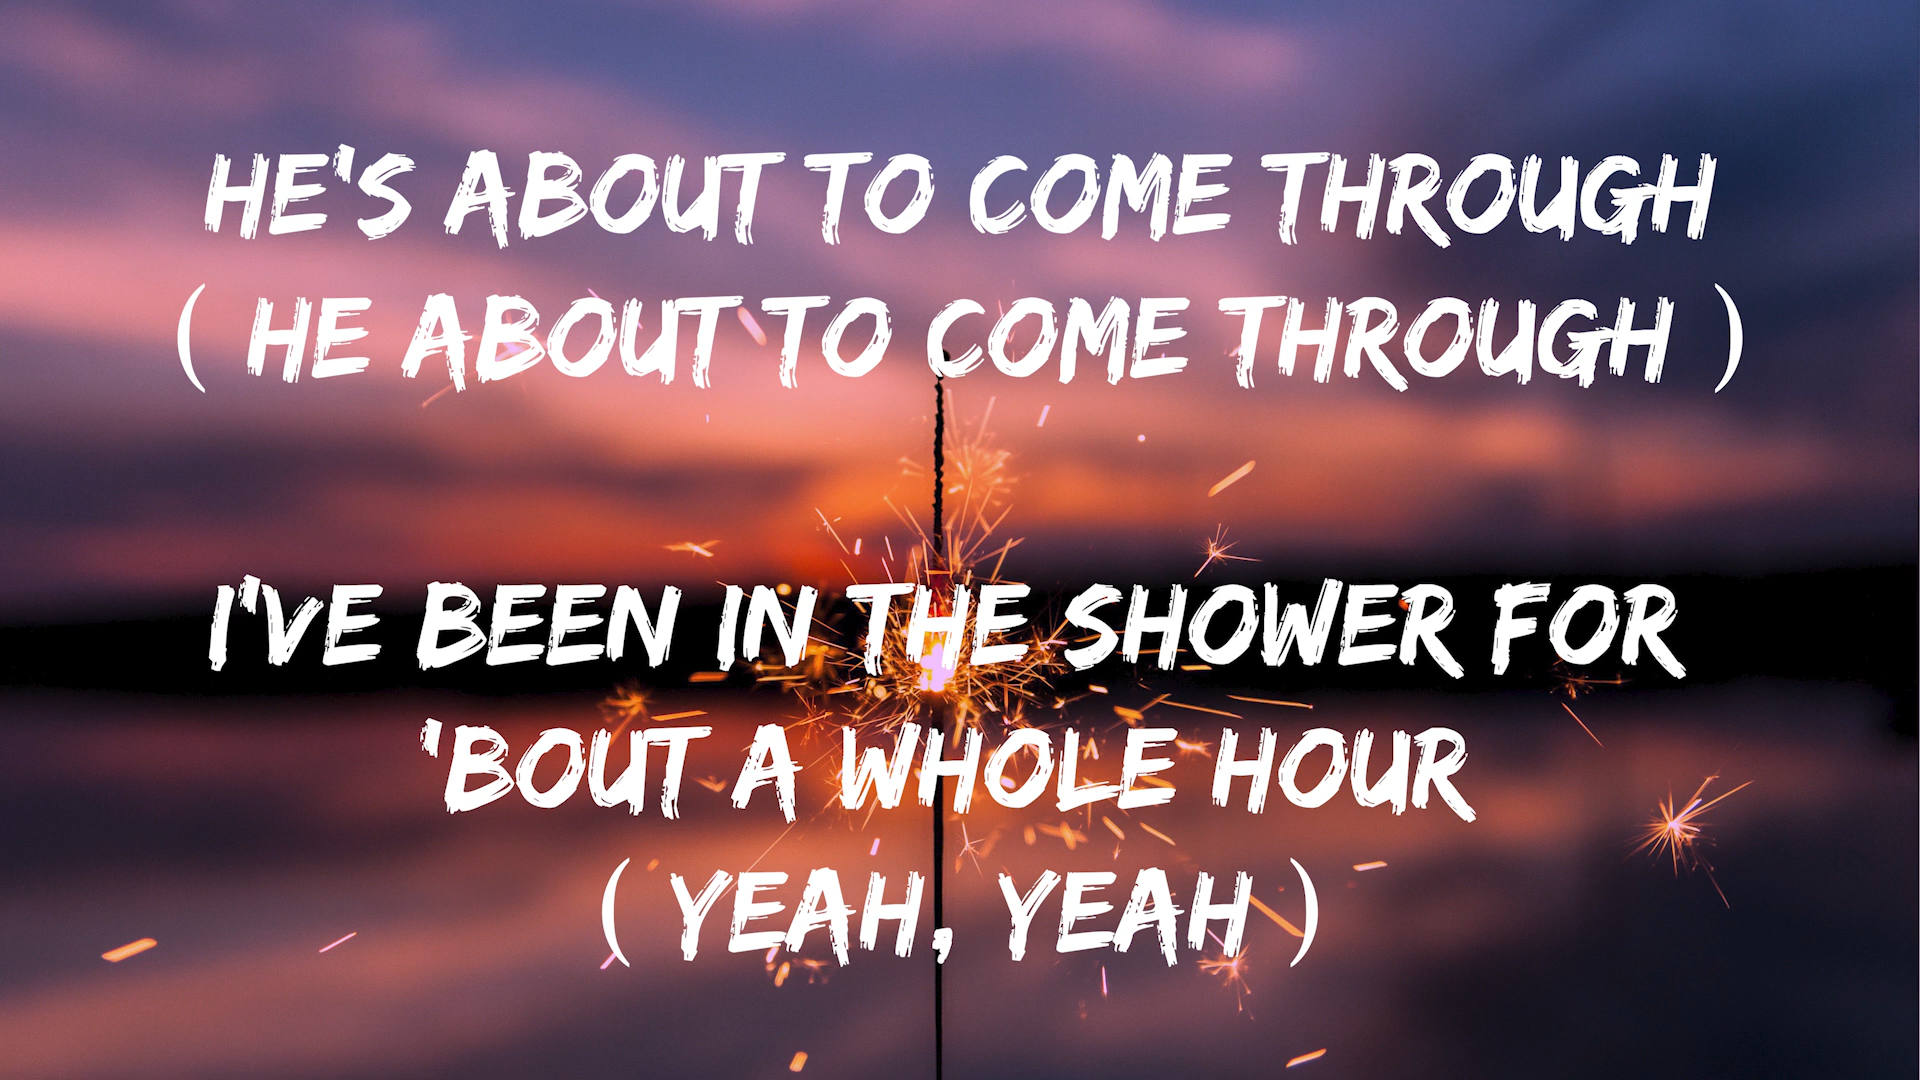 HE'S ABOUT TO COME THROUGH
( HE ABOUT TO COME THROUGH )
I'VE BEEN IN THE SHOWER FOR
'BOUT A WHOLE HOUR
( YEAH, YEAH )